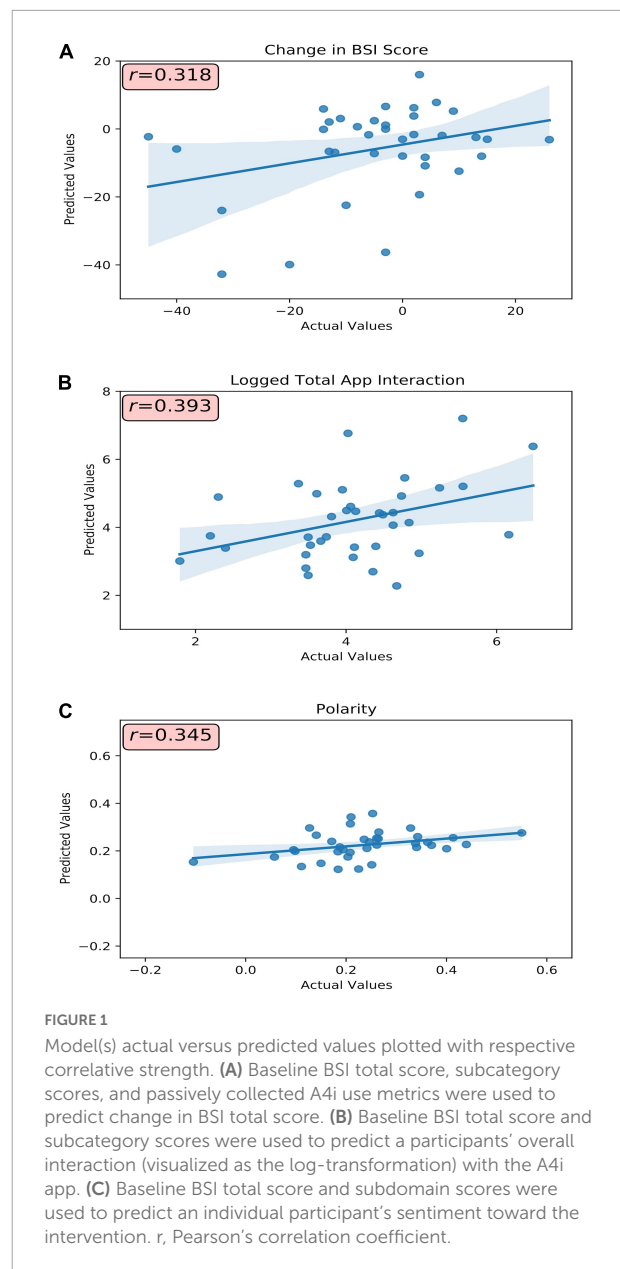 A
Change in BSI Score
r=0.318
20
0
−20
−40
Predicted Values
−40
−20
0
20
Actual Values
B
Logged Total App Interaction
r=0.393
8
6
4
2
Predicted Values
2
4
6
Actual Values
C
Polarity
r=0.345
0.6
0.4
0.2
0.0
−0.2
Predicted Values
−0.2
0.0
0.2
0.4
0.6
Actual Values
FIGURE 1
Model(s) actual versus predicted values plotted with respective
correlative strength. (A) Baseline BSI total score, subcategory
scores, and passively collected A4i use metrics were used to
predict change in BSI total score. (B) Baseline BSI total score and
subcategory scores were used to predict a participants’ overall
interaction (visualized as the log-transformation) with the A4i
app. (C) Baseline BSI total score and subdomain scores were
used to predict an individual participant’s sentiment toward the
intervention. r, Pearson’s correlation coefficient.